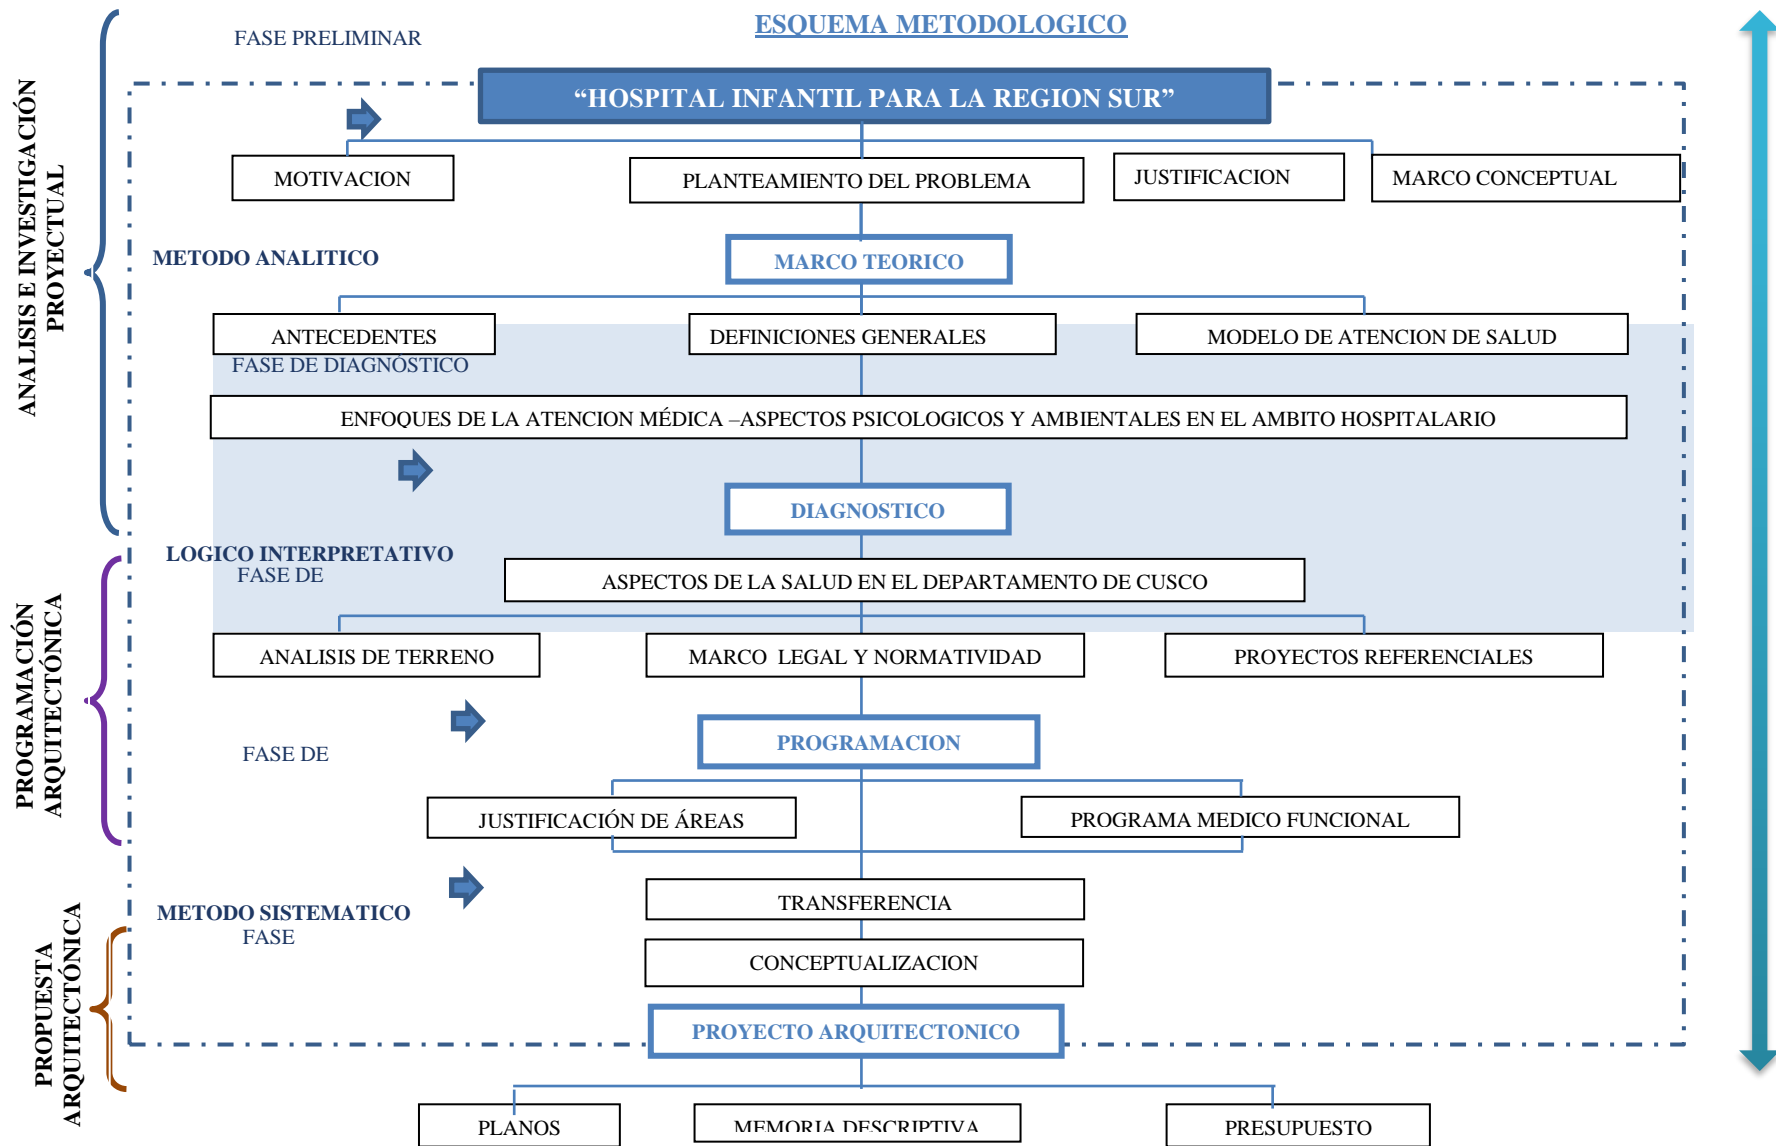 ESQUEMA METODOLOGICO
FASE PRELIMINAR
“HOSPITAL INFANTIL PARA LA REGION SUR”
MOTIVACION
PLANTEAMIENTO DEL PROBLEMA
JUSTIFICACION
MARCO CONCEPTUAL
ANALISIS E INVESTIGACIÓN
PROYECTUAL
METODO ANALITICO
MARCO TEORICO
ANTECEDENTES
DEFINICIONES GENERALES
MODELO DE ATENCION DE SALUD
FASE DE DIAGNÓSTICO
ENFOQUES DE LA ATENCION MÉDICA –ASPECTOS PSICOLOGICOS Y AMBIENTALES EN EL AMBITO HOSPITALARIO
DIAGNOSTICO
LOGICO INTERPRETATIVO
FASE DE
ASPECTOS DE LA SALUD EN EL DEPARTAMENTO DE CUSCO
PROGRAMACIÓN
ARQUITECTÓNICA
ANALISIS DE TERRENO
MARCO LEGAL Y NORMATIVIDAD
PROYECTOS REFERENCIALES
PROGRAMACION
FASE DE
JUSTIFICACIÓN DE ÁREAS
PROGRAMA MEDICO FUNCIONAL
TRANSFERENCIA
METODO SISTEMATICO
FASE
CONCEPTUALIZACION
PROPUESTA
ARQUITECTÓNICA
PROYECTO ARQUITECTONICO
PLANOS
MEMORIA DESCRIPTIVA
PRESUPUESTO